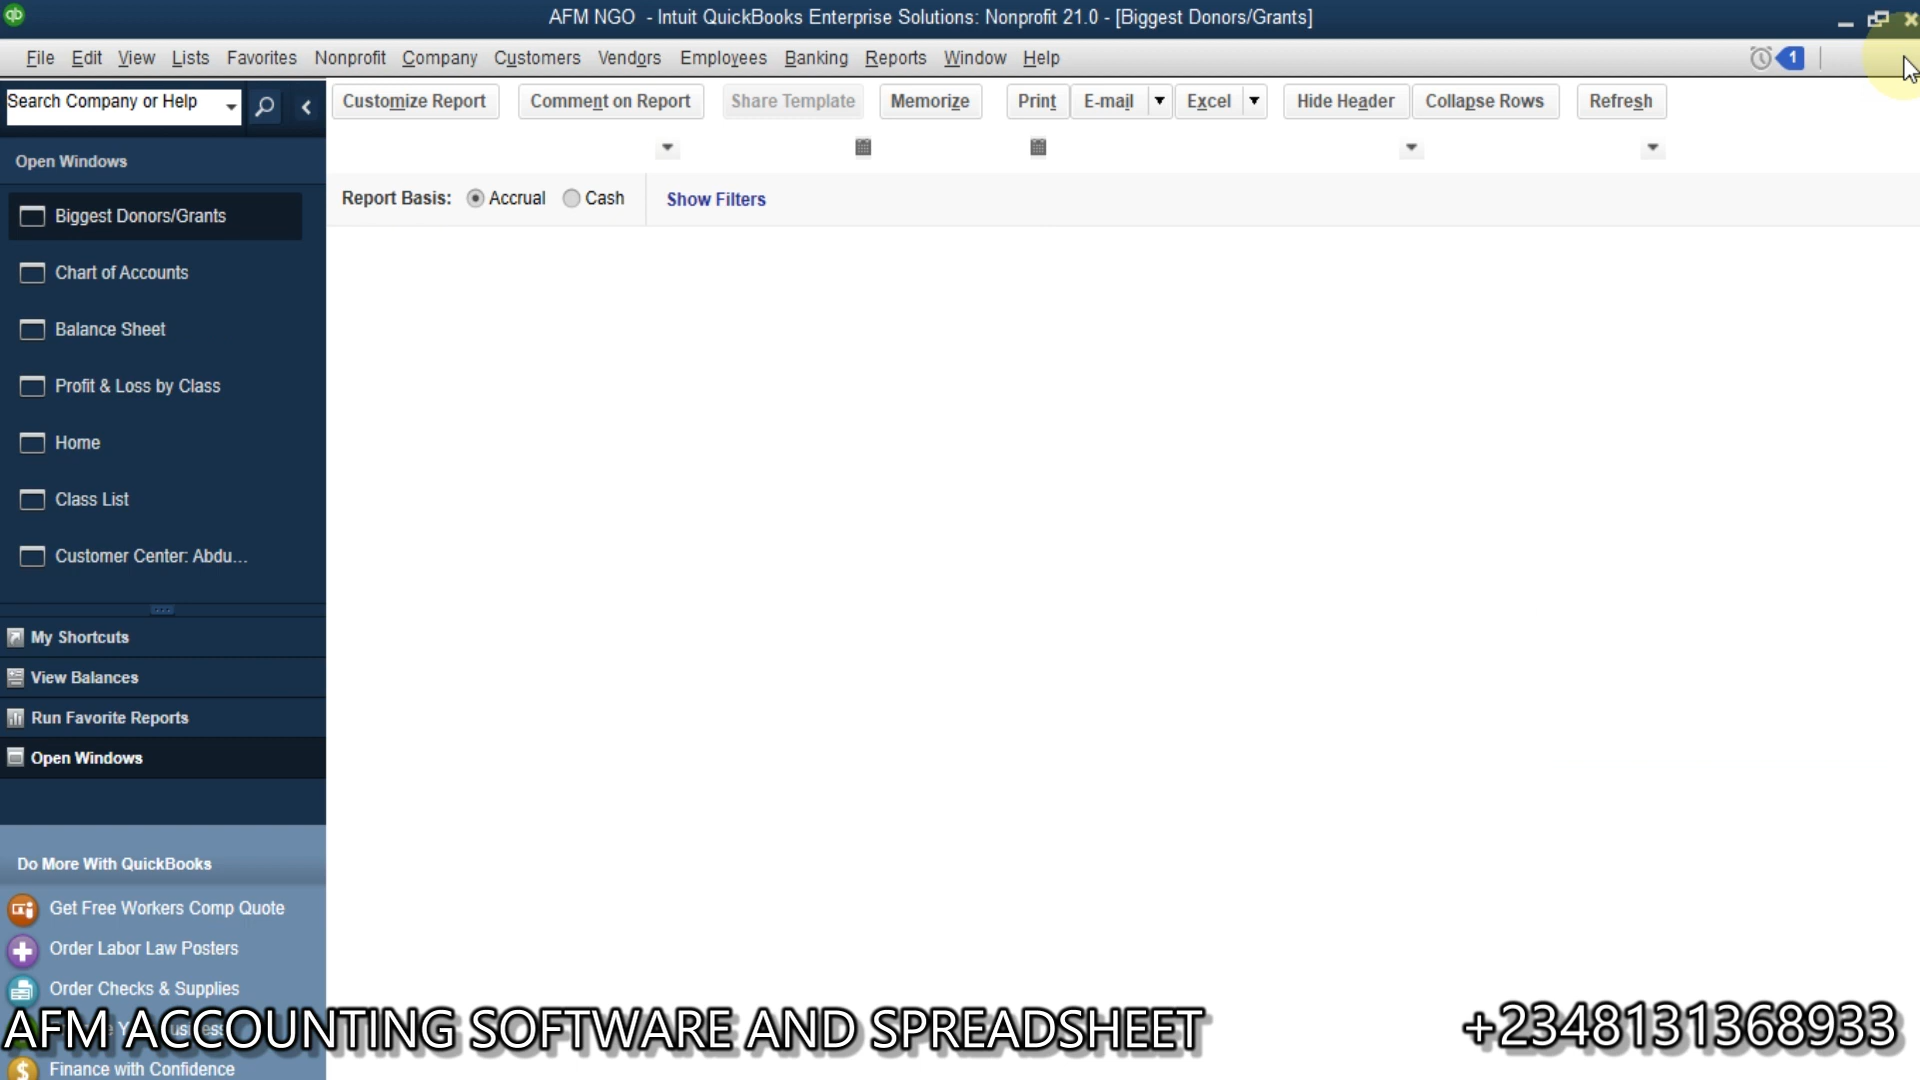 AFM NGO - Intuit QuickBooks Enterprise Solutions: Nonprofit 21.0 - [Biggest Donors/Grants]
File Edit View Lists Favorites Nonprofit Company Customers Vendors Employees Banking Reports Window Help
1
Search Company or Help
Customize Report Comment on Report Share Template Memorize Print E-mail Excel Hide Header Collapse Rows Refresh
Open Windows
Report Basis: Accrual Cash Show Filters
Biggest Donors/Grants
Chart of Accounts
Balance Sheet
Profit & Loss by Class
Home
Class List
Customer Center: Abdu...
My Shortcuts
View Balances
Run Favorite Reports
Open Windows
Do More With QuickBooks
Get Free Workers Comp Quote
Order Labor Law Posters
Order Checks & Supplies
AFM ACCOUNTING SOFTWARE AND SPREADSHEET
+2348131368933
Finance with Confidence